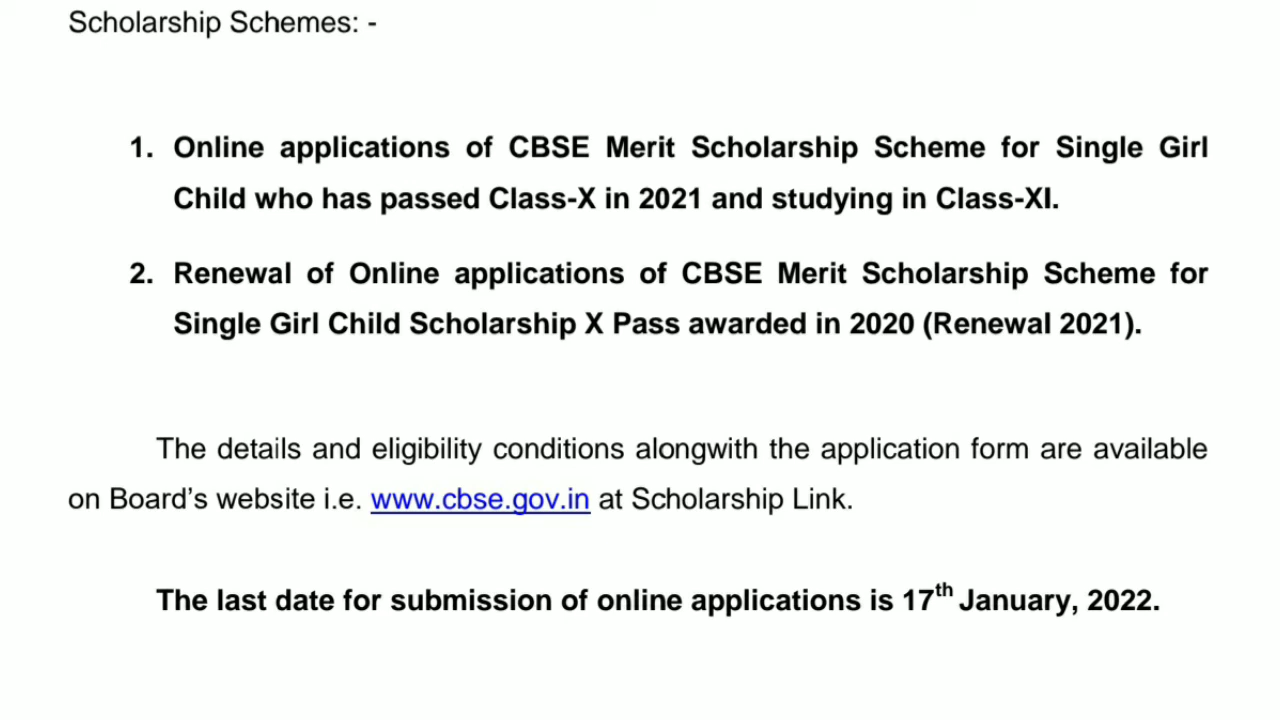 Scholarship Schemes: -
1. Online applications of CBSE Merit Scholarship Scheme for Single Girl
Child who has passed Class-X in 2021 and studying in Class-XI.
2. Renewal of Online applications of CBSE Merit Scholarship Scheme for
Single Girl Child Scholarship X Pass awarded in 2020 (Renewal 2021).
The details and eligibility conditions alongwith the application form are available
on Board’s website i.e. www.cbse.gov.in at Scholarship Link.
The last date for submission of online applications is 17th January, 2022.